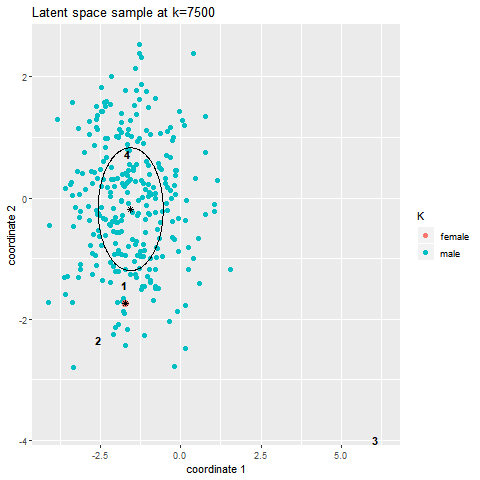 Latent space sample at k=7500
coordinate 2
2
0
-2
-4
4
1
2
3
-2.5
0.0
2.5
5.0
coordinate 1
K
female
male